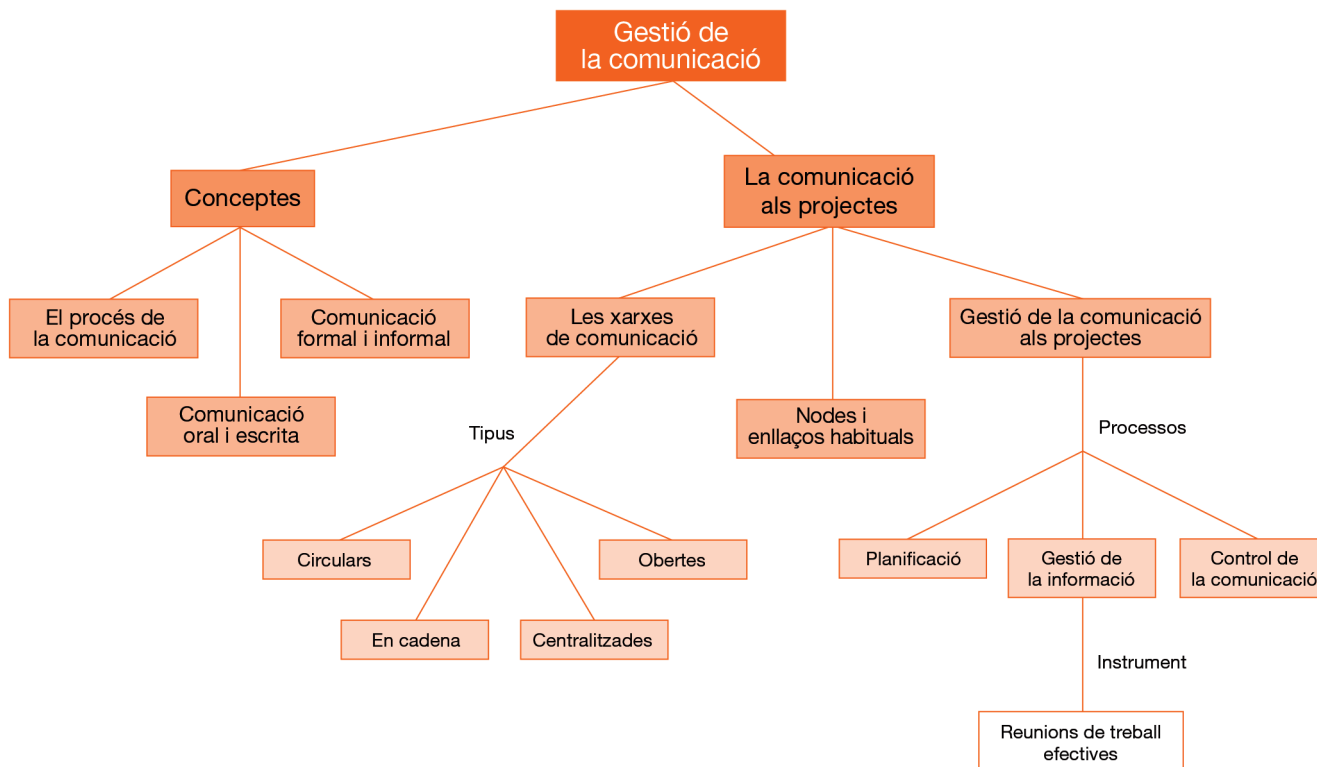 Gestió de
la comunicació
Conceptes
La comunicació
als projectes
El procés de
la comunicació
Comunicació
formal i informal
Comunicació
oral i escrita
Les xarxes
de comunicació
Nodes i
enllaços habituals
Gestió de la comunicació
als projectes
Tipus
Processos
Circulars
Obertes
En cadena
Centralitzades
Planificació
Gestió de
la informació
Control de
la comunicació
Instrument
Reunions de treball
efectives